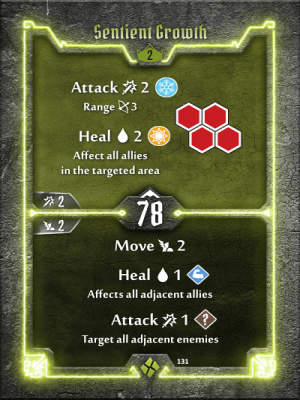 Sentient Growth
2
Attack 2
Range 3
Heal 2
Affect all allies
in the targeted area
2
78
2
Move 2
Heal 1
Affects all adjacent allies
Attack 1 ?
Target all adjacent enemies
131